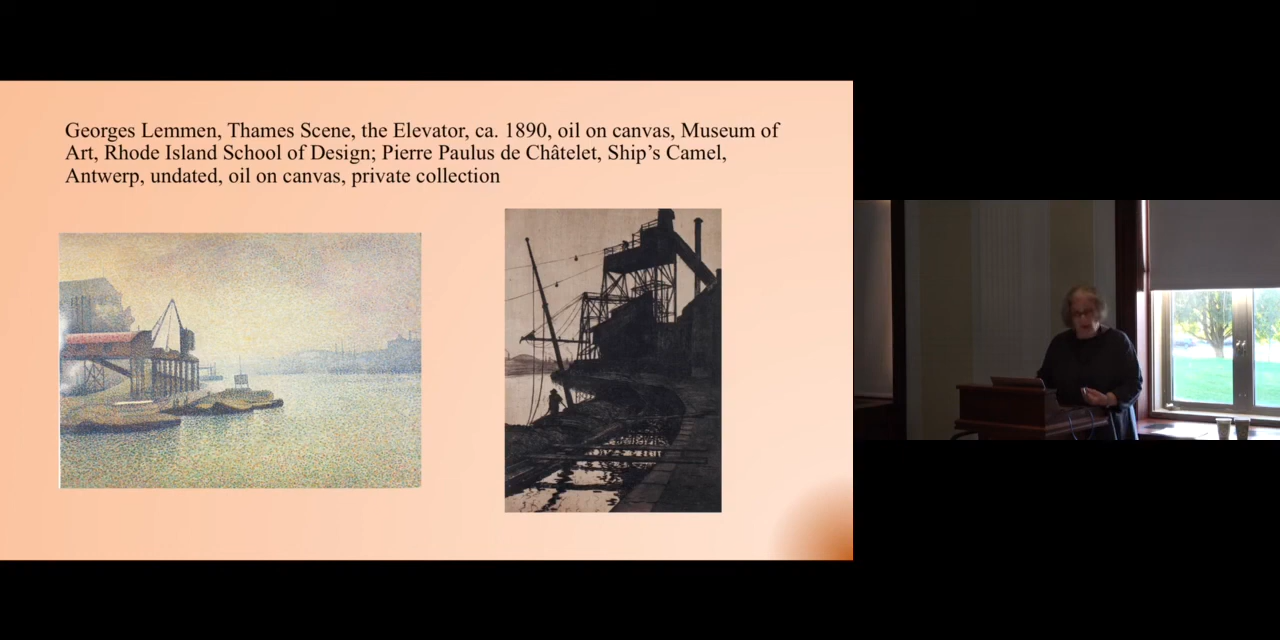 Georges Lemmen, Thames Scene, the Elevator, ca. 1890, oil on canvas, Museum of
Art, Rhode Island School of Design; Pierre Paulus de Châtelet, Ship’s Camel,
Antwerp, undated, oil on canvas, private collection